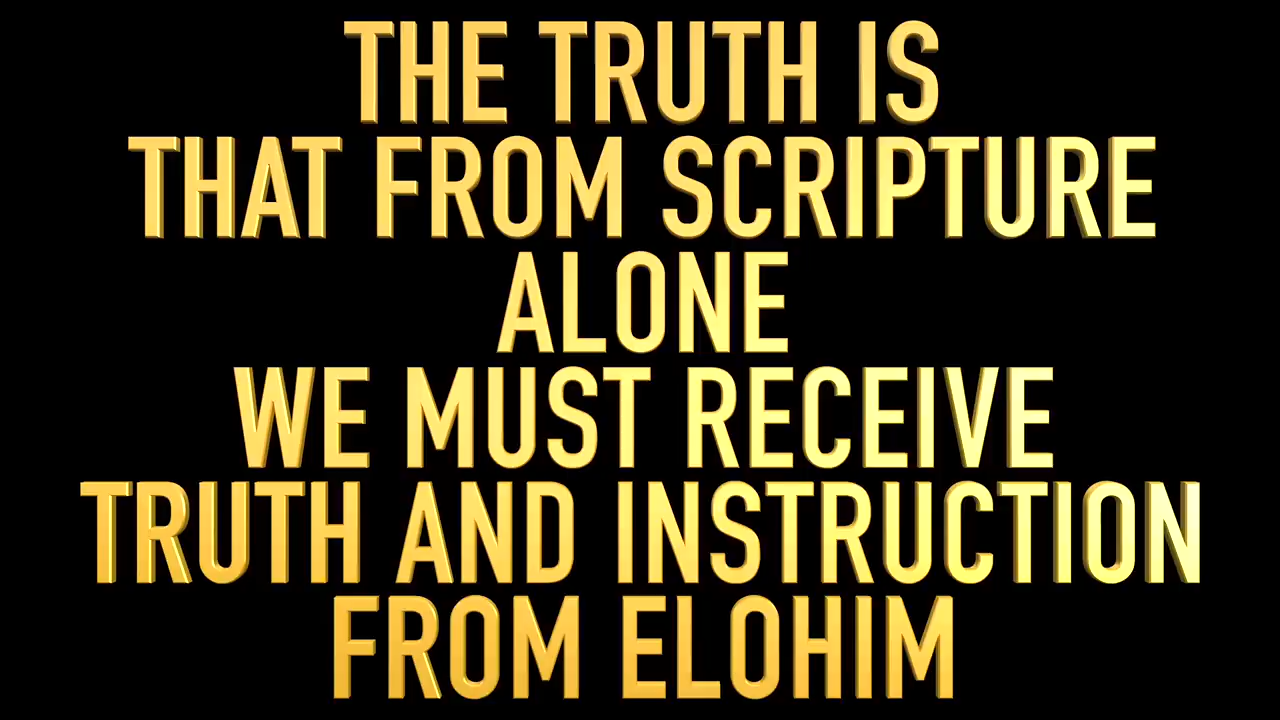 THE TRUTH IS
THAT FROM SCRIPTURE
ALONE
WE MUST RECEIVE
TRUTH AND INSTRUCTION
FROM ELOHIM